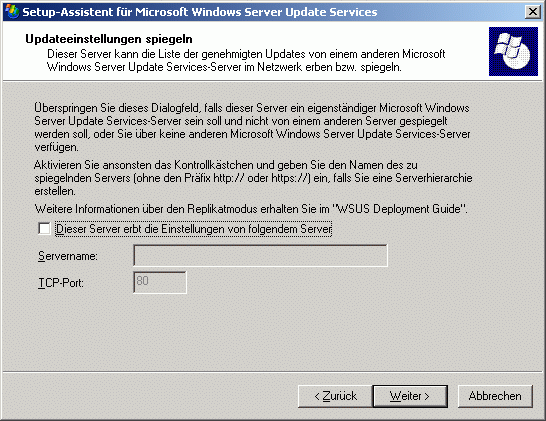 Setup-Assistent für Microsoft Windows Server Update Services
Updateeinstellungen spiegeln
Dieser Server kann die Liste der genehmigten Updates von einem anderen Microsoft
Windows Server Update Services-Server im Netzwerk erben bzw. spiegeln.
Überspringen Sie dieses Dialogfeld, falls dieser Server ein eigenständiger Microsoft Windows
Server Update Services-Server sein soll und nicht von einem anderen Server gespiegelt
werden soll, oder Sie über keine anderen Microsoft Windows Server Update Services-Server
verfügen.
Aktivieren Sie ansonsten das Kontrollkästchen und geben Sie den Namen des zu
spiegelnden Servers (ohne den Präfix http:// oder https://) ein, falls Sie eine Serverhierarchie
erstellen.
Weitere Informationen über den Replikatmodus erhalten Sie im "WSUS Deployment Guide".
Dieser Server erbt die Einstellungen von folgendem Server
Servername:
TCP-Port:
80
< Zurück
Weiter >
Abbrechen